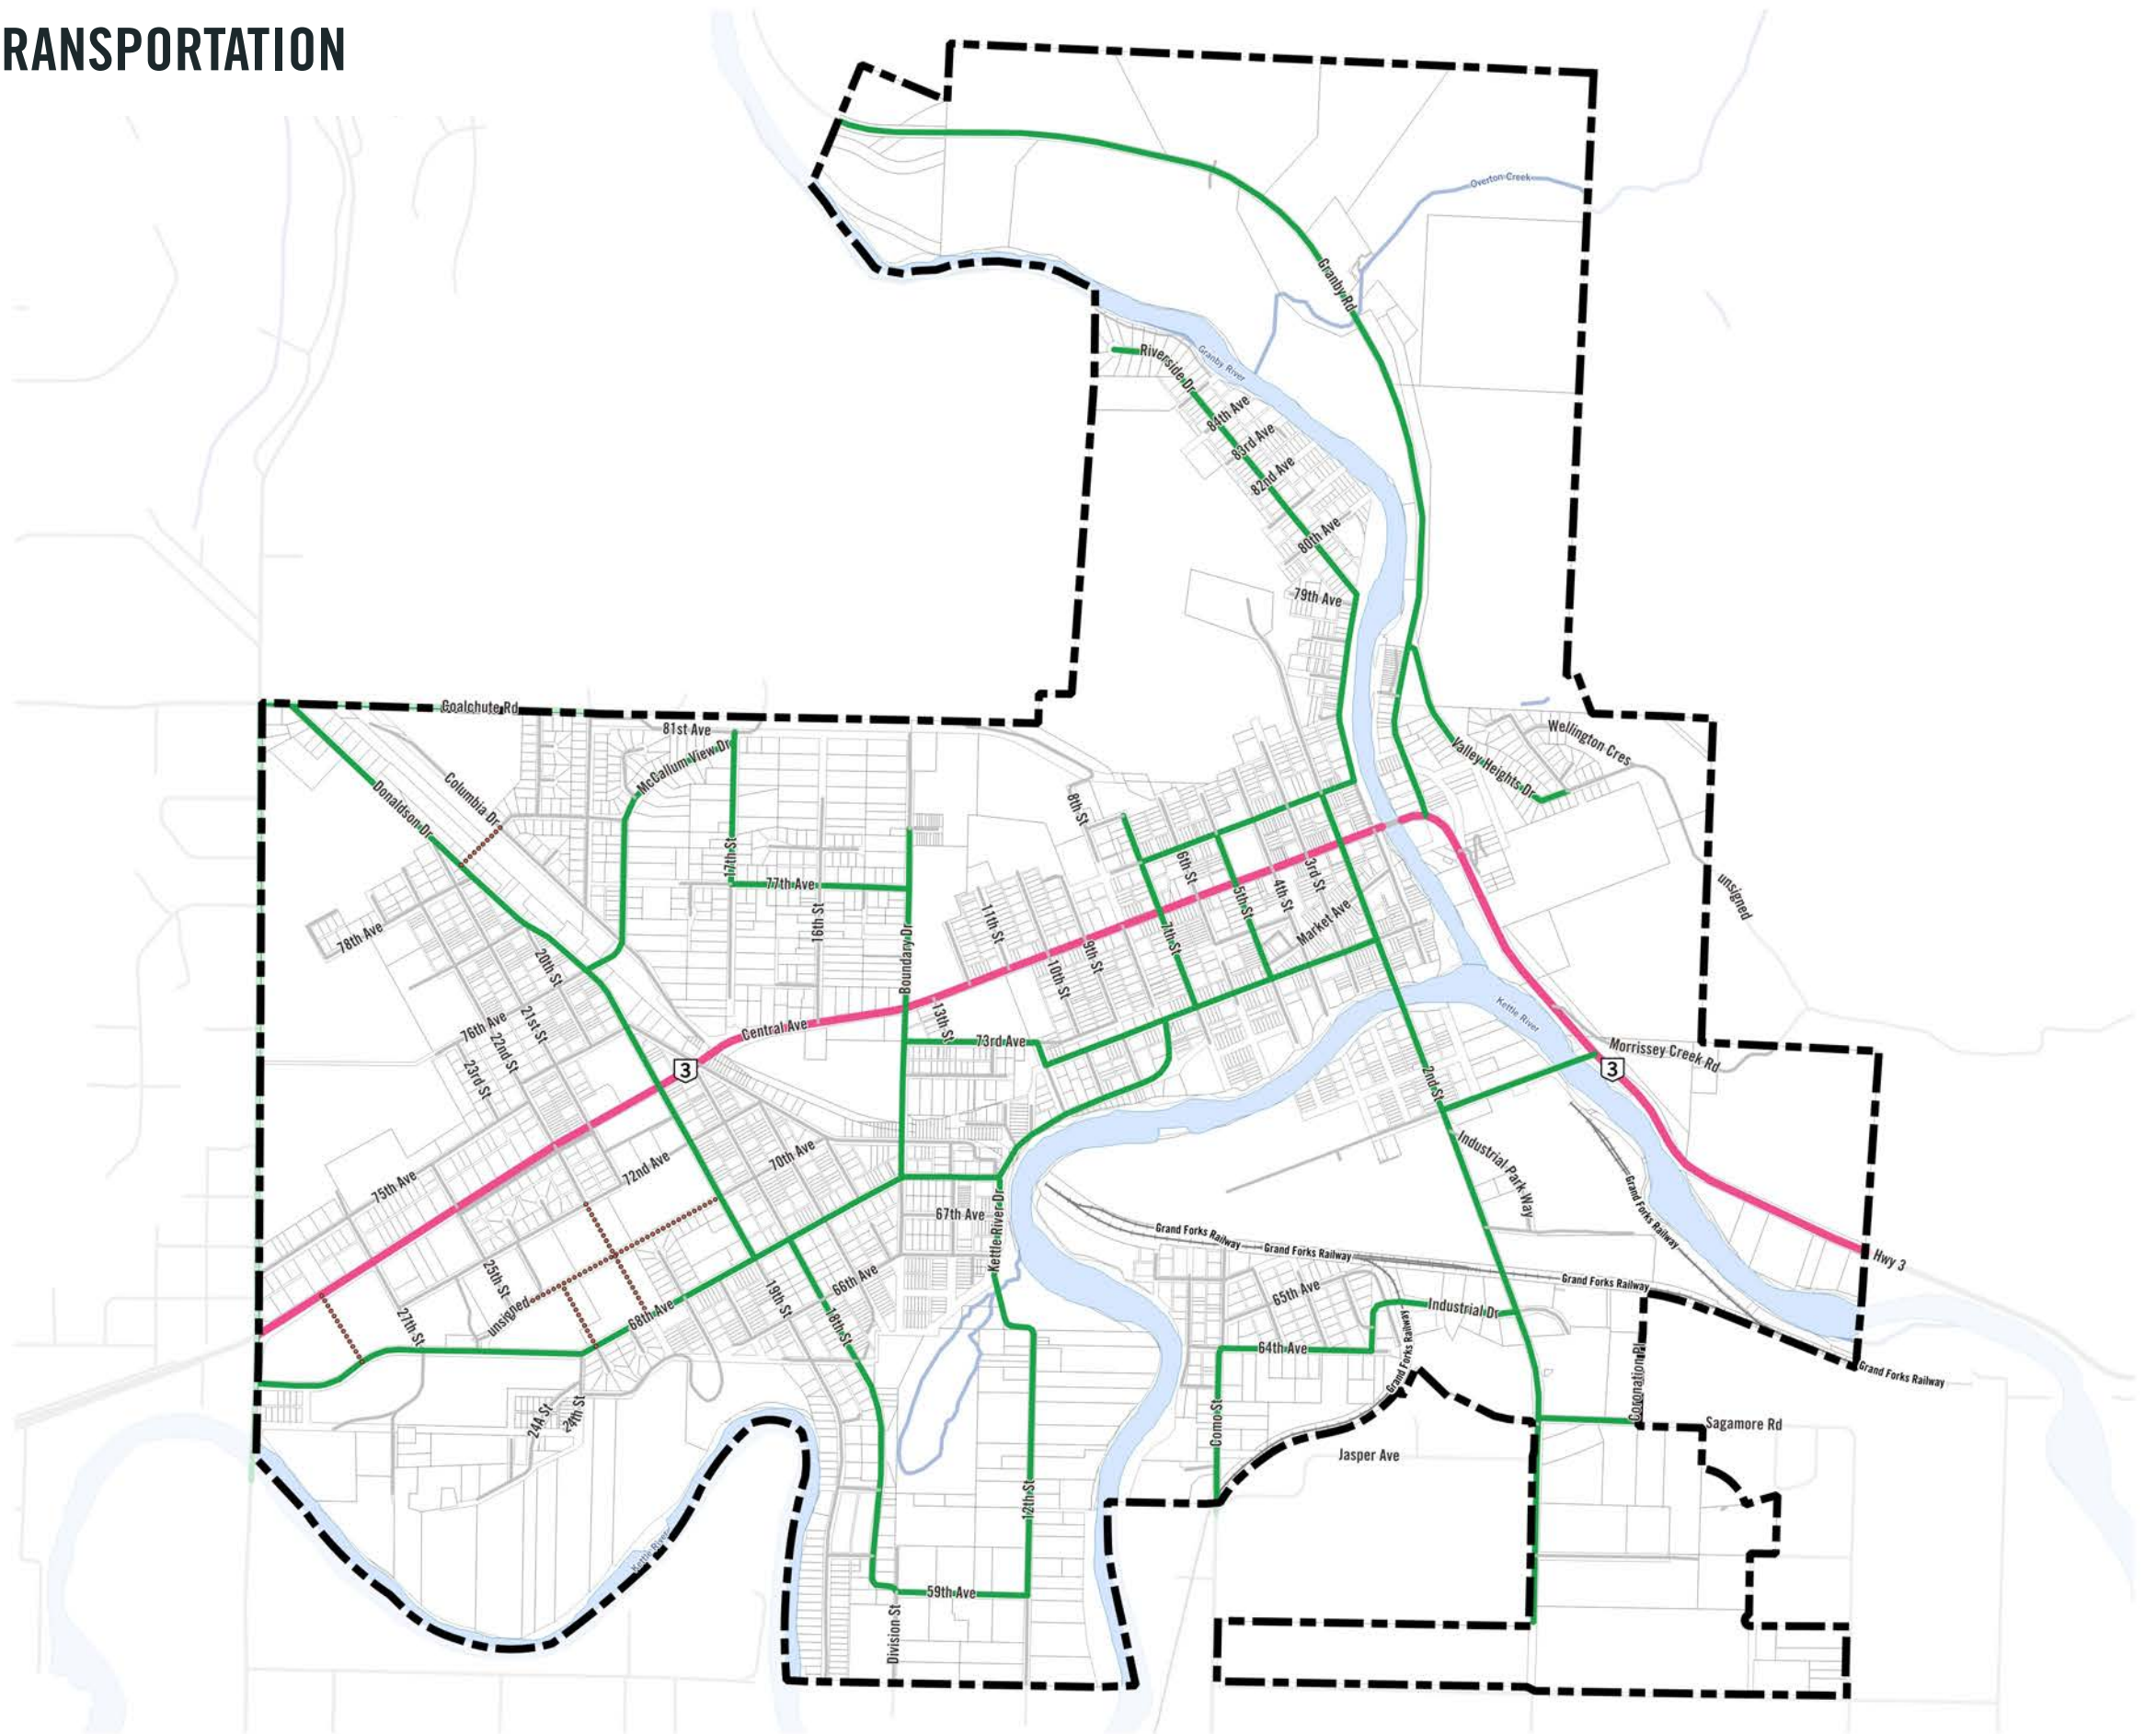 RANSPORTATION
Overton Creek
Granby Rd
Riverside Dr
Granby River
84th Ave
83rd Ave
82nd Ave
80th Ave
79th Ave
Coalchute Rd
81st Ave
McCallum View Dr
Wellington Cres
Valley Heights Dr
Columbia Dr
Donaldson Dr
8th St
17th St
77th Ave
6th St
3rd St
5th St
4th St
unsigned
16th St
11th St
Market Ave
78th Ave
7th St
9th St
Boundary Dr
20th St
10th St
Kettle River
76th Ave
21st St
13th St
Central Ave
73rd Ave
22nd St
Morrissey Creek Rd
3
3
23rd St
2nd St
Industrial Park Way
70th Ave
72nd Ave
75th Ave
67th Ave
Kettle River Dr
Grand Forks Railway
Grand Forks Railway
Grand Forks Railway
Grand Forks Railway
Hwy 3
25th St
66th Ave
65th Ave
19th St
unsigned
68th Ave
18th St
27th St
Industrial Dr
64th Ave
Grand Forks Railway
Grand Forks Railway
Grand Forks Railway
Coronation Pl
24A St
24th St
Como St
Sagamore Rd
Jasper Ave
12th St
Kettle River
59th Ave
Division St